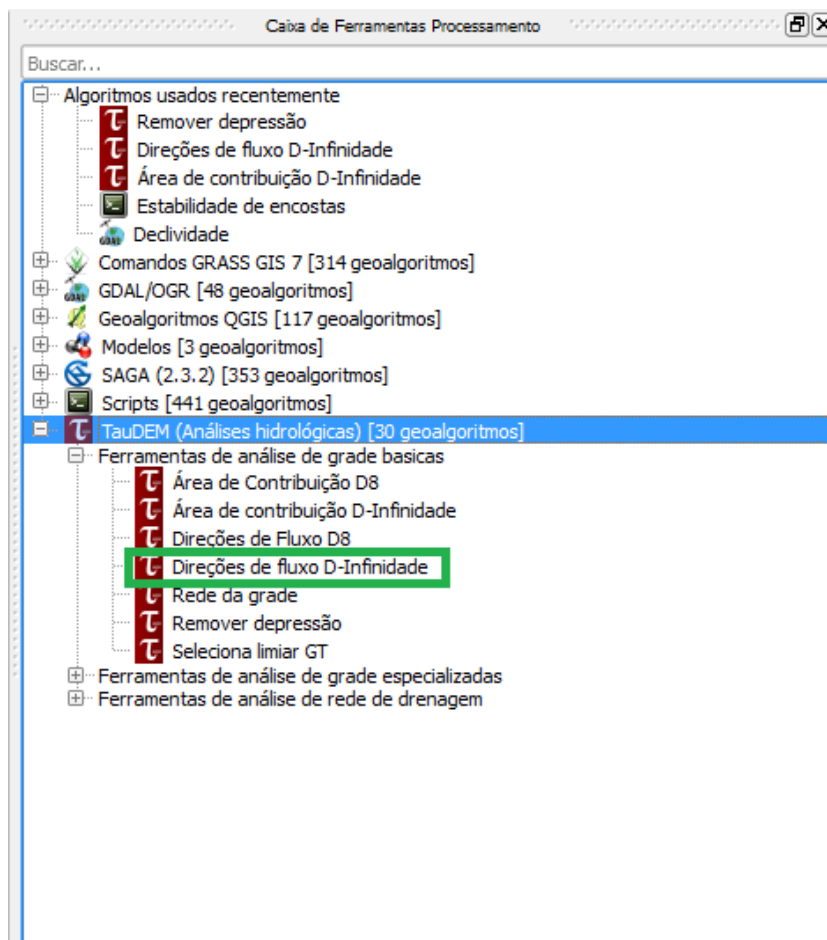 Caixa de Ferramentas Processamento
Buscar...
Algoritmos usados recentemente
Remover depressão
Direções de fluxo D-Infinidade
Área de contribuição D-Infinidade
Estabilidade de encostas
Declividade
Comandos GRASS GIS 7 [314 geoalgoritmos]
GDAL/OGR [48 geoalgoritmos]
Geoalgoritmos QGIS [117 geoalgoritmos]
Modelos [3 geoalgoritmos]
SAGA (2.3.2) [353 geoalgoritmos]
Scripts [441 geoalgoritmos]
TauDEM (Análises hidrológicas) [30 geoalgoritmos]
Ferramentas de análise de grade basicas
Área de Contribuição D8
Área de contribuição D-Infinidade
Direções de Fluxo D8
Direções de fluxo D-Infinidade
Rede da grade
Remover depressão
Seleciona limiar GT
Ferramentas de análise de grade especializadas
Ferramentas de análise de rede de drenagem